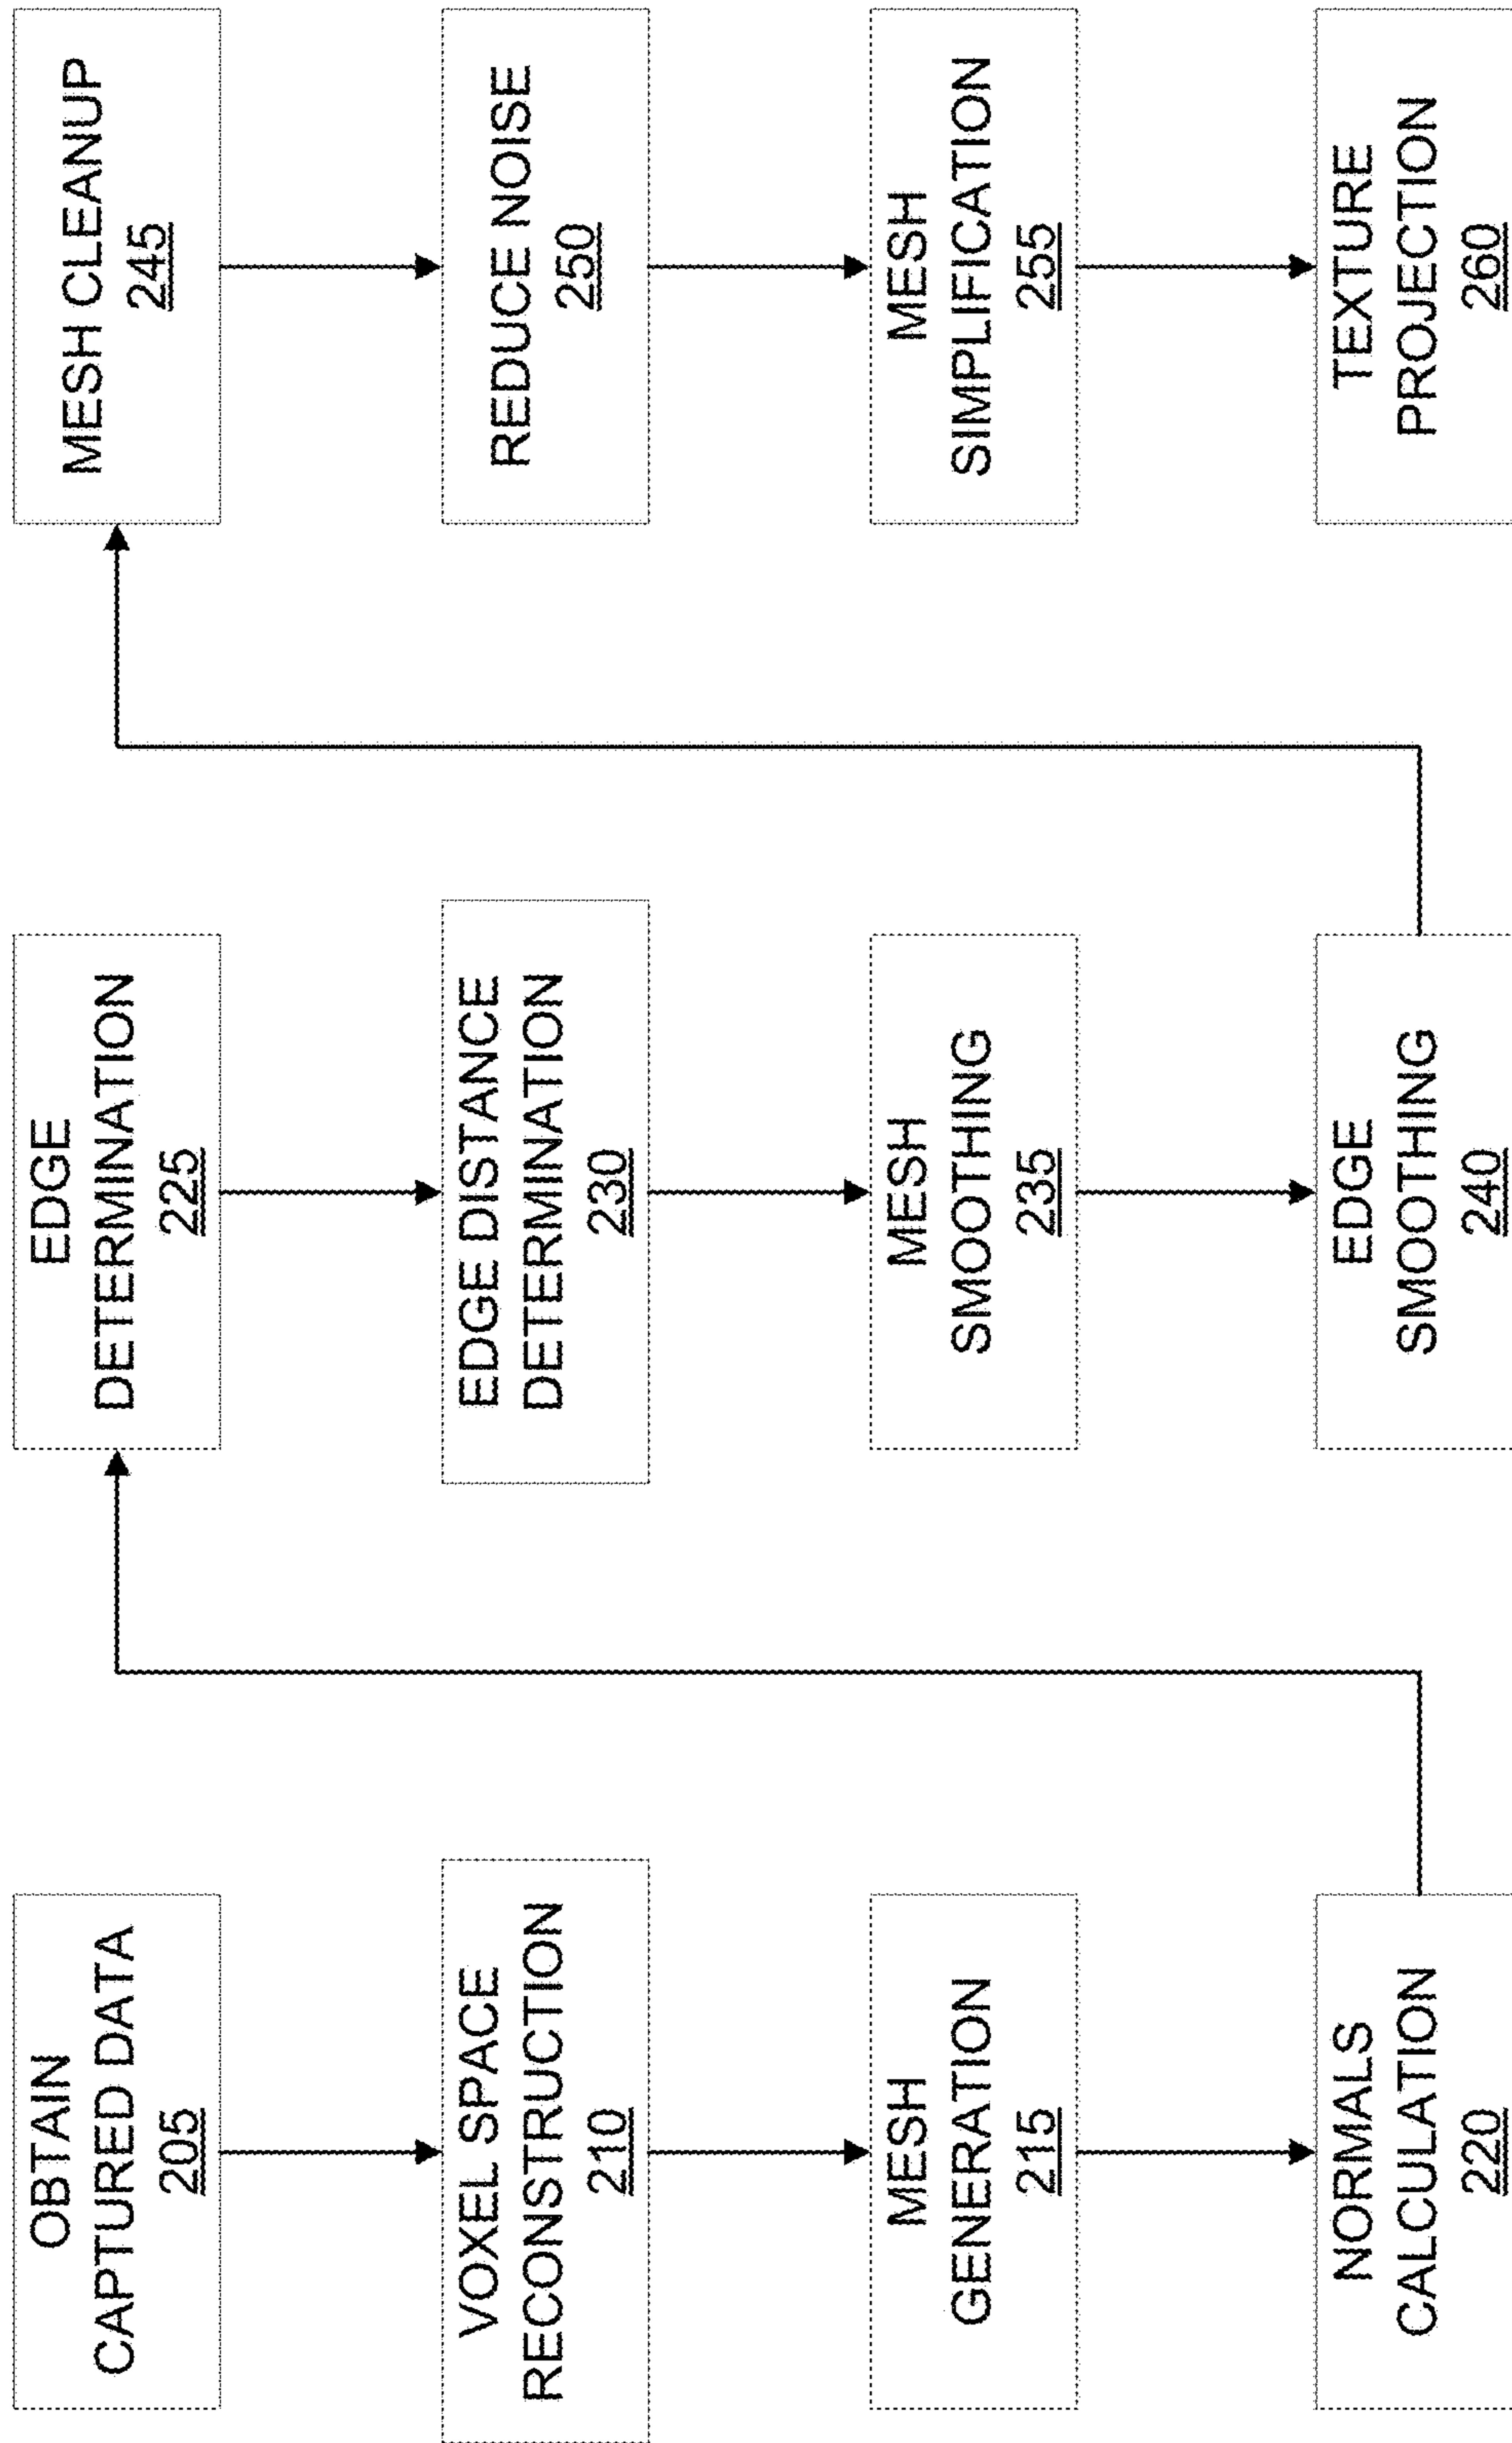 OBTAIN
CAPTURED DATA
205
VOXEL SPACE
RECONSTRUCTION
210
MESH
GENERATION
215
NORMALS
CALCULATION
220
EDGE
DETERMINATION
225
EDGE DISTANCE
DETERMINATION
230
MESH
SMOOTHING
235
EDGE
SMOOTHING
240
MESH CLEANUP
245
REDUCE NOISE
250
MESH
SIMPLIFICATION
255
TEXTURE
PROJECTION
260